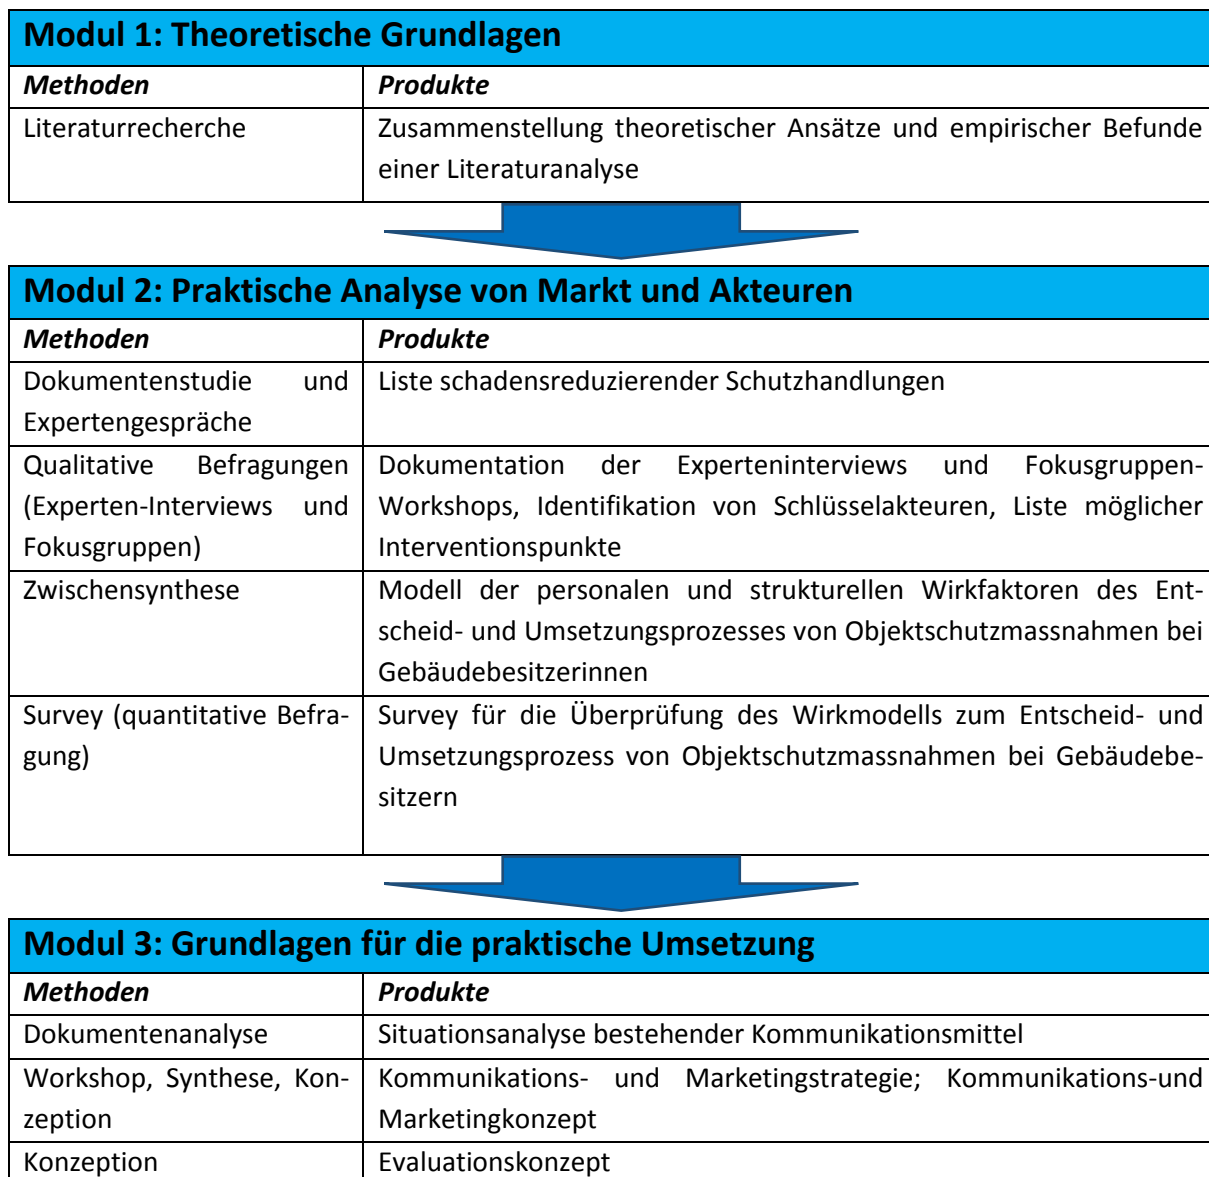 Modul 1: Theoretische Grundlagen
Methoden Produkte
Literaturrecherche Zusammenstellung theoretischer Ansätze und empirischer Befunde
einer Literaturanalyse
Modul 2: Praktische Analyse von Markt und Akteuren
Methoden Produkte
Dokumentenstudie und Liste schadensreduzierender Schutzhandlungen
Expertengespräche
Qualitative Befragungen Dokumentation der Experteninterviews und Fokusgruppen-
(Experten-Interviews und Workshops, Identifikation von Schlüsselakteuren, Liste möglicher
Fokusgruppen) Interventionspunkte
Zwischensynthese Modell der personalen und strukturellen Wirkfaktoren des Ent-
scheid- und Umsetzungsprozesses von Objektschutzmassnahmen bei
Gebäudebesitzerinnen
Survey (quantitative Befra- Survey für die Überprüfung des Wirkmodells zum Entscheid- und
gung) Umsetzungsprozess von Objektschutzmassnahmen bei Gebäudebe-
sitzern
Modul 3: Grundlagen für die praktische Umsetzung
Methoden Produkte
Dokumentenanalyse Situationsanalyse bestehender Kommunikationsmittel
Workshop, Synthese, Kon- Kommunikations- und Marketingstrategie; Kommunikations-und
zeption Marketingkonzept
Konzeption Evaluationskonzept